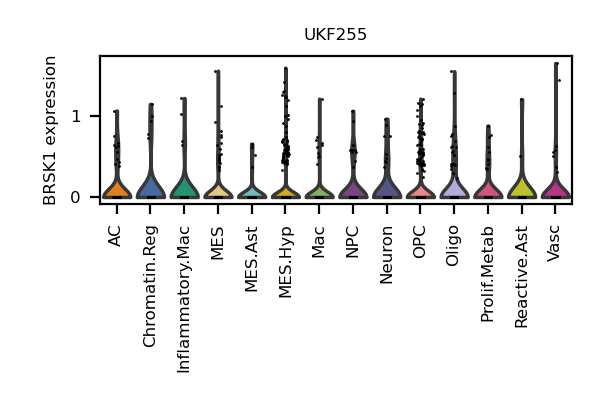 UKF255
BRSK1 expression
1
0
AC
Chromatin.Reg
Inflammatory.Mac
MES
MES.Ast
MES.Hyp
Mac
NPC
Neuron
OPC
Oligo
Prolif.Metab
Reactive.Ast
Vasc